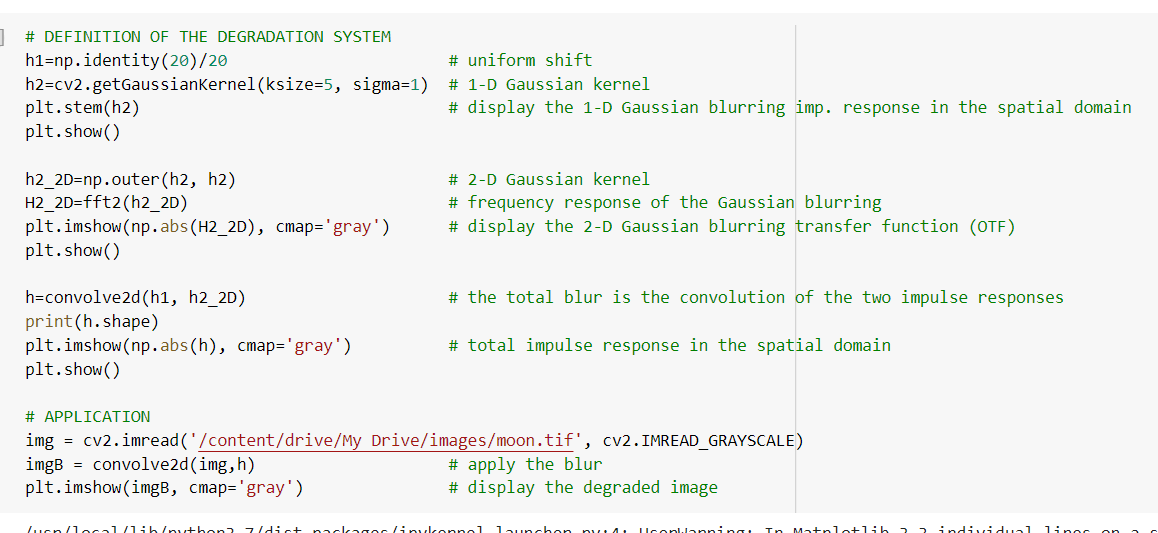 # DEFINITION OF THE DEGRADATION SYSTEM
h1=np.identity(20)/20 # uniform shift
h2=cv2.getGaussianKernel(ksize=5, sigma=1) # 1-D Gaussian kernel
plt.stem(h2) # display the 1-D Gaussian blurring imp. response in the spatial domain
plt.show()
h2_2D=np.outer(h2, h2) # 2-D Gaussian kernel
H2_2D=fft2(h2_2D) # frequency response of the Gaussian blurring
plt.imshow(np.abs(H2_2D), cmap='gray') # display the 2-D Gaussian blurring transfer function (OTF)
plt.show()
h=convolve2d(h1, h2_2D) # the total blur is the convolution of the two impulse responses
print(h.shape)
plt.imshow(np.abs(h), cmap='gray') # total impulse response in the spatial domain
plt.show()
# APPLICATION
img = cv2.imread('/content/drive/My Drive/images/moon.tif', cv2.IMREAD_GRAYSCALE)
imgB = convolve2d(img,h) # apply the blur
plt.imshow(imgB, cmap='gray') # display the degraded image